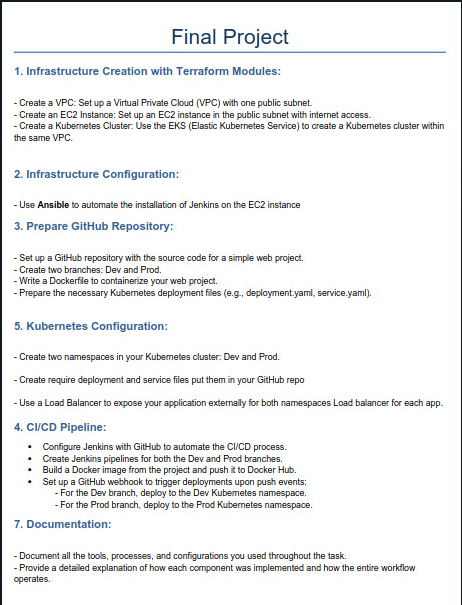 Final Project
1. Infrastructure Creation with Terraform Modules:
- Create a VPC: Set up a Virtual Private Cloud (VPC) with one public subnet.
- Create an EC2 Instance: Set up an EC2 instance in the public subnet with internet access.
- Create a Kubernetes Cluster: Use the EKS (Elastic Kubernetes Service) to create a Kubernetes cluster within
the same VPC.
2. Infrastructure Configuration:
- Use Ansible to automate the installation of Jenkins on the EC2 instance
3. Prepare GitHub Repository:
- Set up a GitHub repository with the source code for a simple web project.
- Create two branches: Dev and Prod.
- Write a Dockerfile to containerize your web project.
- Prepare the necessary Kubernetes deployment files (e.g., deployment.yaml, service.yaml).
5. Kubernetes Configuration:
- Create two namespaces in your Kubernetes cluster: Dev and Prod.
- Create require deployment and service files put them in your GitHub repo
- Use a Load Balancer to expose your application externally for both namespaces Load balancer for each app.
4. CI/CD Pipeline:
• Configure Jenkins with GitHub to automate the CI/CD process.
• Create Jenkins pipelines for both the Dev and Prod branches.
• Build a Docker image from the project and push it to Docker Hub.
• Set up a GitHub webhook to trigger deployments upon push events:
- For the Dev branch, deploy to the Dev Kubernetes namespace.
- For the Prod branch, deploy to the Prod Kubernetes namespace.
7. Documentation:
- Document all the tools, processes, and configurations you used throughout the task.
- Provide a detailed explanation of how each component was implemented and how the entire workflow
operates.